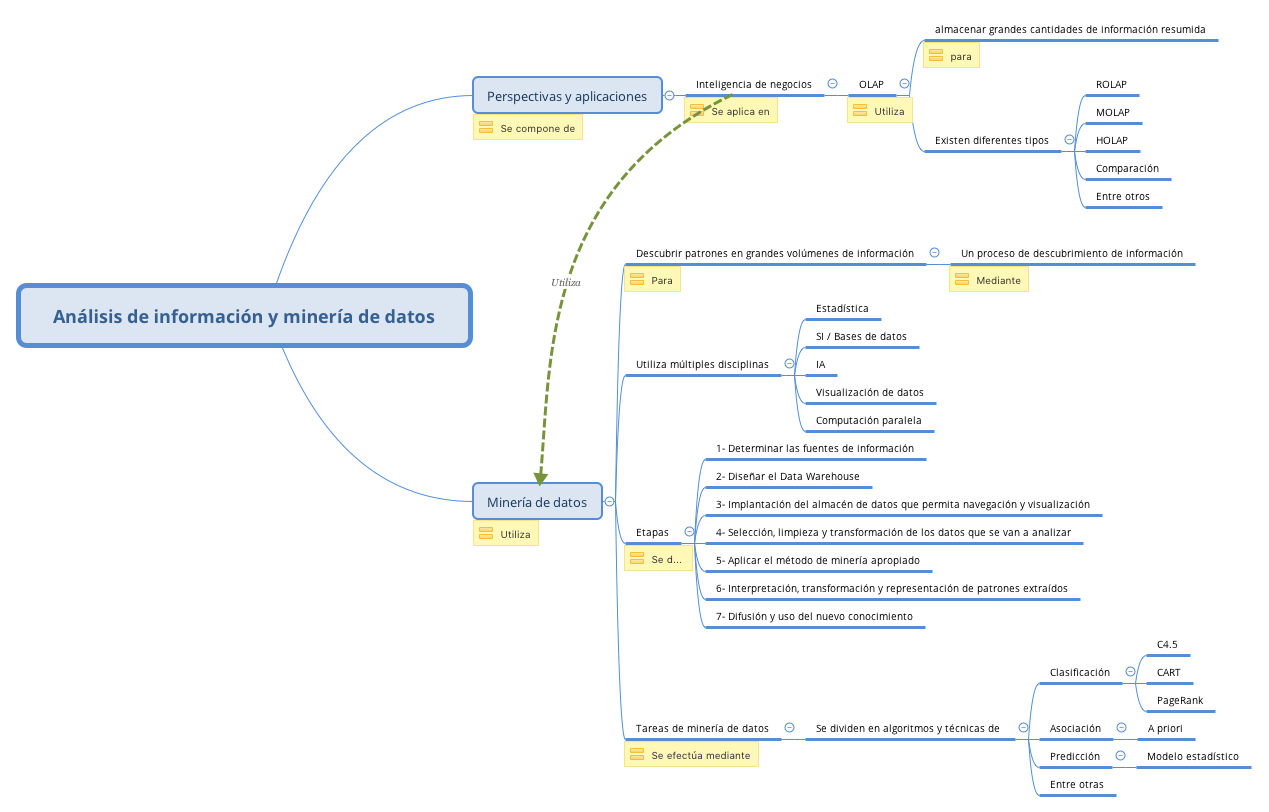 Análisis de información y minería de datos
Perspectivas y aplicaciones
Se compone de
Inteligencia de negocios
Se aplica en
OLAP
Utiliza
almacenar grandes cantidades de información resumida
para
Existen diferentes tipos
ROLAP
MOLAP
HOLAP
Comparación
Entre otros
Utiliza
Minería de datos
Utiliza
Descubrir patrones en grandes volúmenes de información
Para
Un proceso de descubrimiento de información
Mediante
Utiliza múltiples disciplinas
Estadística
SI / Bases de datos
IA
Visualización de datos
Computación paralela
Etapas
Se d...
1- Determinar las fuentes de información
2- Diseñar el Data Warehouse
3- Implantación del almacén de datos que permita navegación y visualización
4- Selección, limpieza y transformación de los datos que se van a analizar
5- Aplicar el método de minería apropiado
6- Interpretación, transformación y representación de patrones extraídos
7- Difusión y uso del nuevo conocimiento
Tareas de minería de datos
Se efectúa mediante
Se dividen en algoritmos y técnicas de
Clasificación
C4.5
CART
PageRank
Asociación
A priori
Predicción
Modelo estadístico
Entre otras